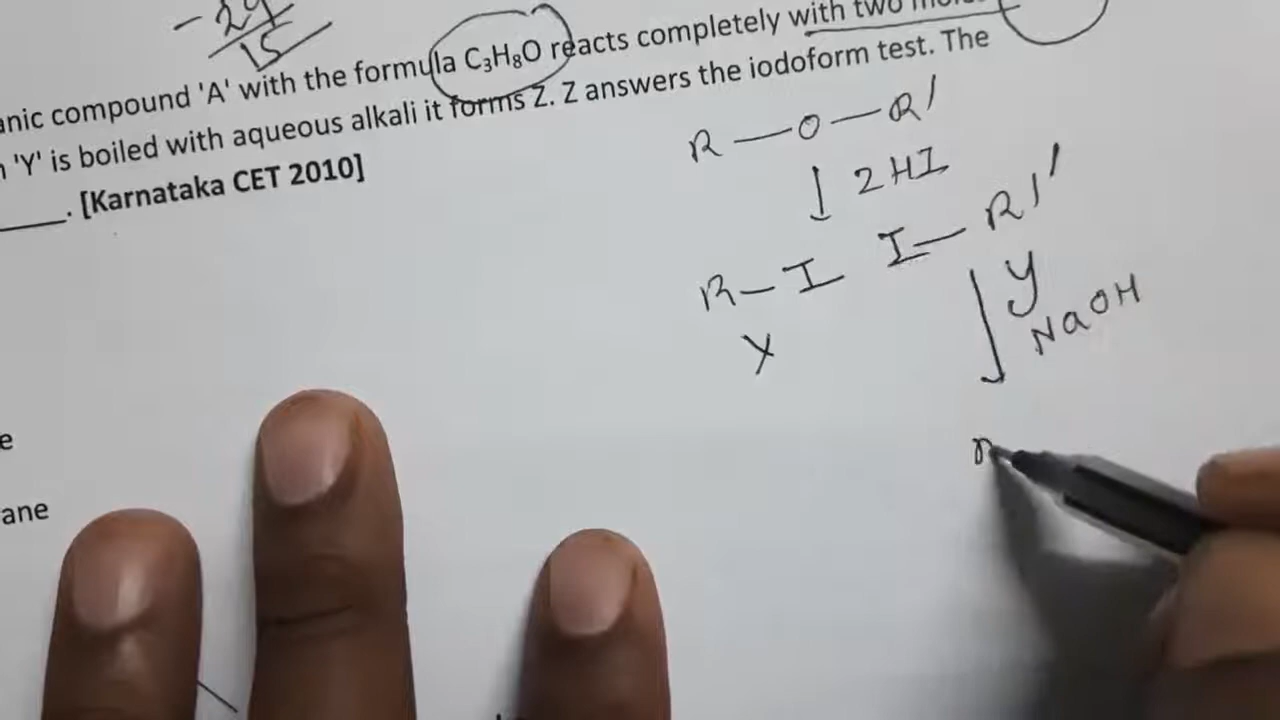 -29
15
anic compound 'A' with the formula C₃H₈O reacts completely with two
'Y' is boiled with aqueous alkali it forms Z. Z answers the iodoform test. The
_____. [Karnataka CET 2010]
R — O — R'
↓ 2HI
R — I I — R'
X Y
NaOH
e
ane